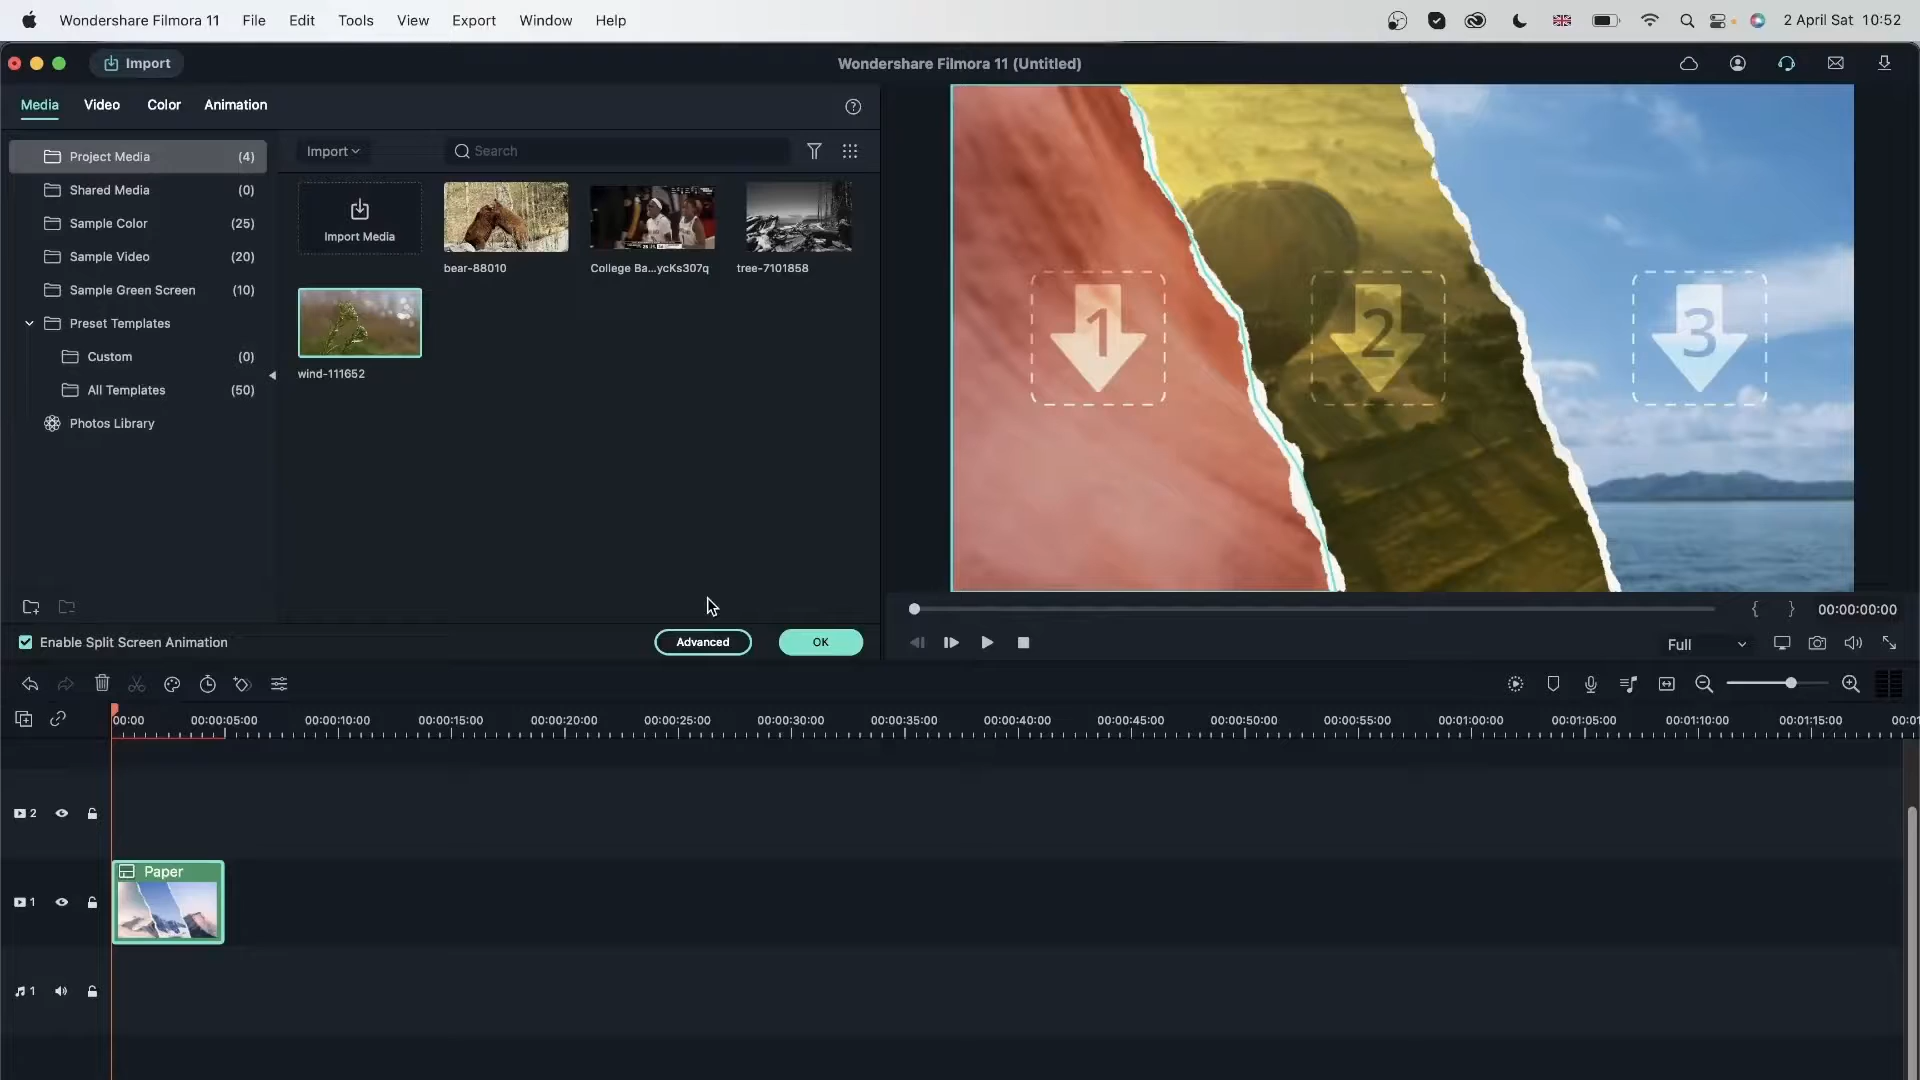 Wondershare Filmora 11 File Edit Tools View Export Window Help 2 April Sat 10:52
Import Wondershare Filmora 11 (Untitled)
Media Video Color Animation
Project Media (4)
Shared Media (0)
Sample Color (25)
Sample Video (20)
Sample Green Screen (10)
Preset Templates
Custom (0)
All Templates (50)
Photos Library
Import Search
Import Media
bear-88010
College Ba...ycKs307q
tree-7101858
wind-111652
1 2 3
00:00:00:00
Enable Split Screen Animation Advanced OK
Full
00:00 00:00:05:00 00:00:10:00 00:00:15:00 00:00:20:00 00:00:25:00 00:00:30:00 00:00:35:00 00:00:40:00 00:00:45:00 00:00:50:00 00:00:55:00 00:01:00:00 00:01:05:00 00:01:10:00 00:01:15:00 00:01
2
Paper
1
1